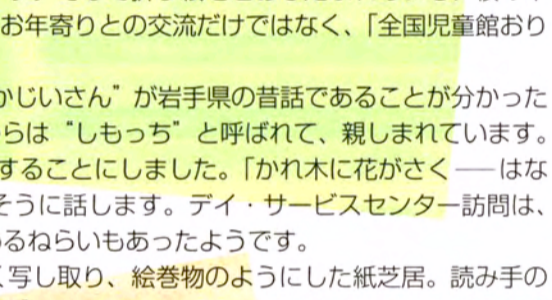 お年寄りとの交流だけではなく、「全国児童館おり
かじいさん”が岩手県の昔話であることが分かった
らは“しもっち”と呼ばれて、親しまれています。
することにしました。「かれ木に花がさく――はな
そうに話します。デイ・サービスセンター訪問は、
るねらいもあったようです。
写し取り、絵巻物のようにした紙芝居。読み手の